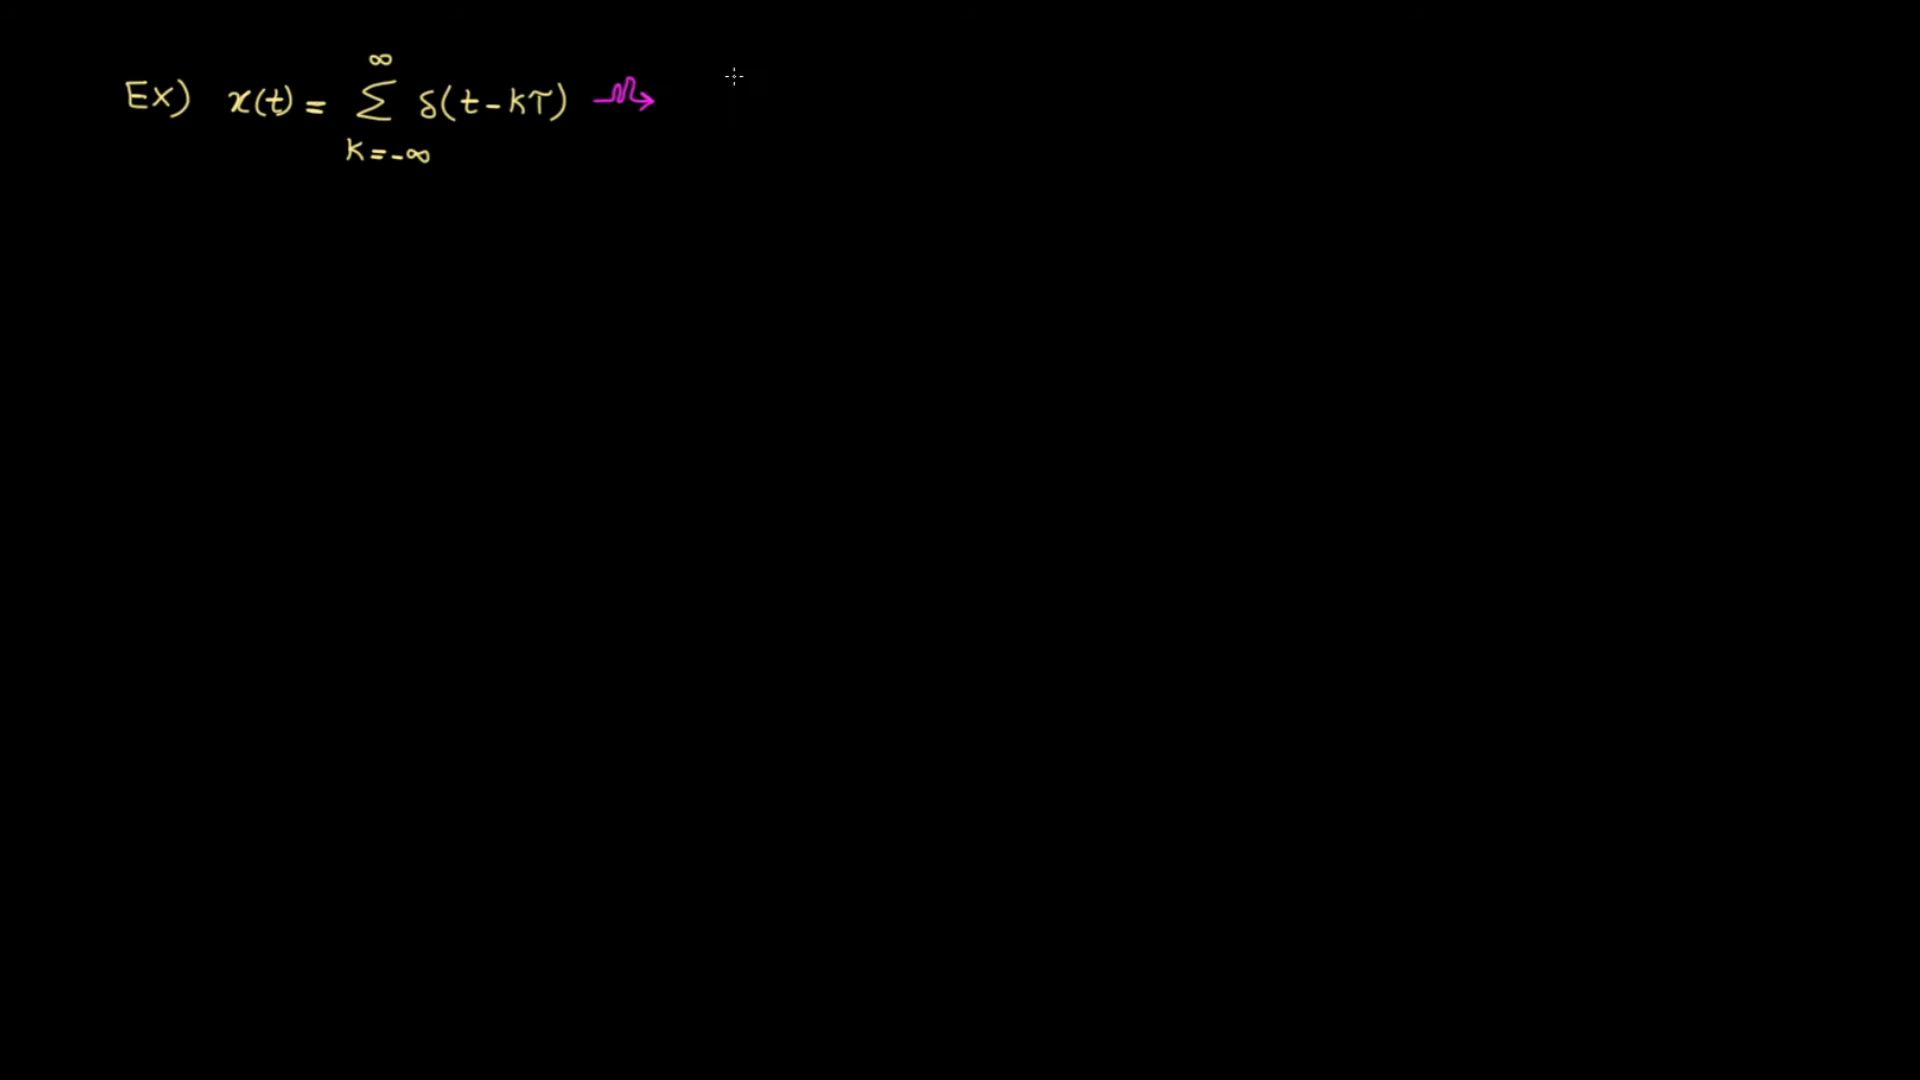 ∞
Ex) x(t) = Σ δ(t-kT)
k=-∞